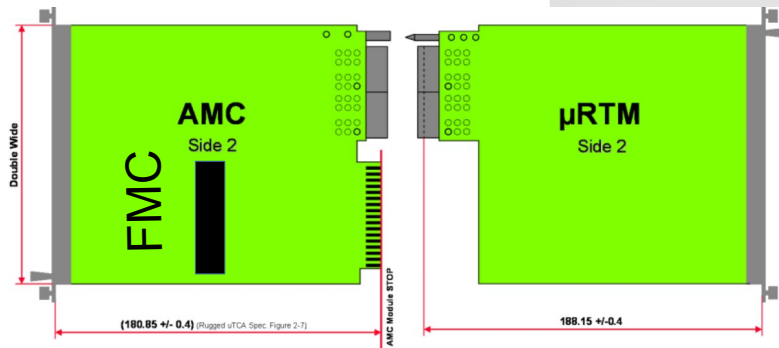 AMC
Side 2
FMC
Double Wide
(180.85 +/- 0.4) (Rugged uTCA Spec. Figure 2-7)
AMC Module STOP
µRTM
Side 2
188.15 +/-0.4